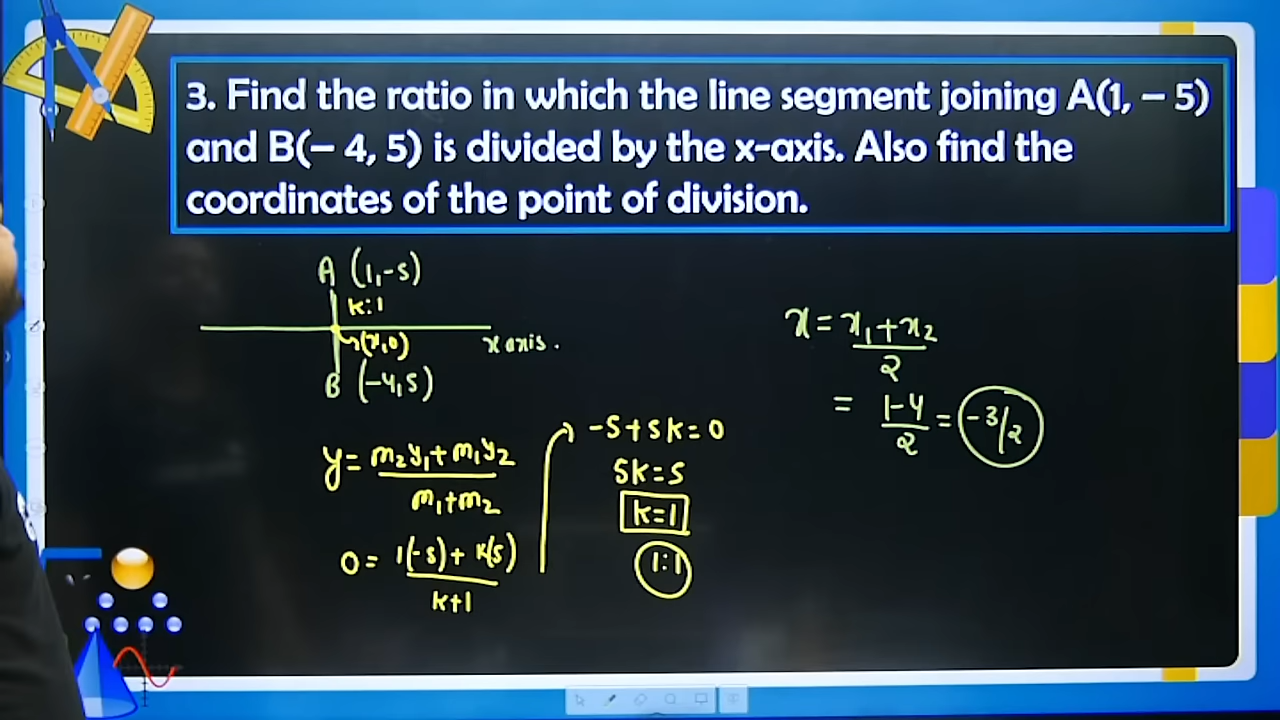 3. Find the ratio in which the line segment joining A(1, – 5)
and B(– 4, 5) is divided by the x-axis. Also find the
coordinates of the point of division.
A (1,-5)
k:1
(x,0)
x axis.
B (-4,5)
y = m2y1+m1y2 / m1+m2
0 = 1(-5)+k(5) / k+1
-5+5k=0
5k=5
k=1
1:1
x = x1+x2 / 2
= 1-4 / 2 = -3/2